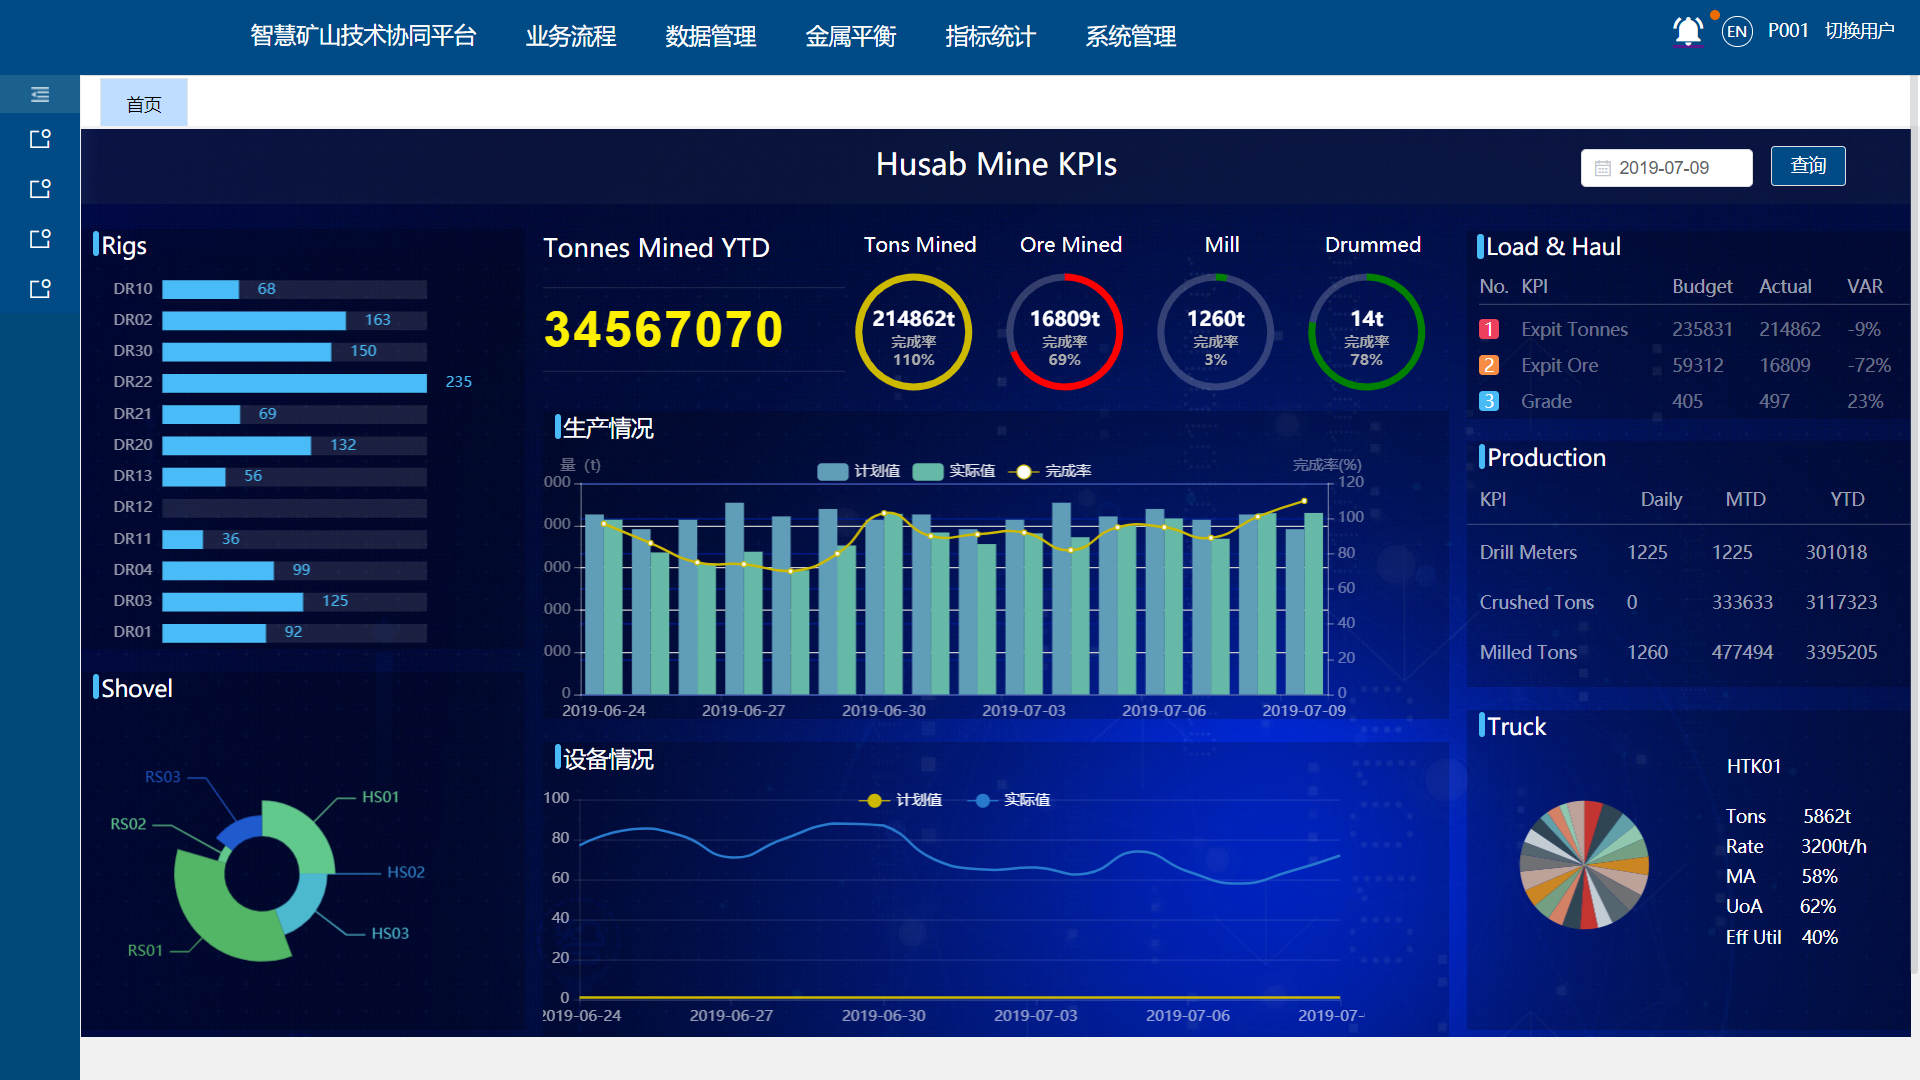 智慧矿山技术协同平台 业务流程 数据管理 金属平衡 指标统计 系统管理 EN P001 切换用户
首页
Husab Mine KPIs
2019-07-09 查询
Rigs
DR10 68
DR02 163
DR30 150
DR22 235
DR21 69
DR20 132
DR13 56
DR12
DR11 36
DR04 99
DR03 125
DR01 92
Shovel
RS03
HS01
RS02
HS02
HS03
RS01
Tonnes Mined YTD
34567070
Tons Mined
214862t
完成率
110%
Ore Mined
16809t
完成率
69%
Mill
1260t
完成率
3%
Drummed
14t
完成率
78%
生产情况
量 (t)
计划值 实际值 完成率
完成率(%)
000
000
000
000
000
0
120
100
80
60
40
20
0
2019-06-24 2019-06-27 2019-06-30 2019-07-03 2019-07-06 2019-07-09
设备情况
计划值 实际值
100
80
60
40
20
0
2019-06-24 2019-06-27 2019-06-30 2019-07-03 2019-07-06 2019-07-
Load & Haul
No. KPI Budget Actual VAR
1 Expit Tonnes 235831 214862 -9%
2 Expit Ore 59312 16809 -72%
3 Grade 405 497 23%
Production
KPI Daily MTD YTD
Drill Meters 1225 1225 301018
Crushed Tons 0 333633 3117323
Milled Tons 1260 477494 3395205
Truck
HTK01
Tons 5862t
Rate 3200t/h
MA 58%
UoA 62%
Eff Util 40%